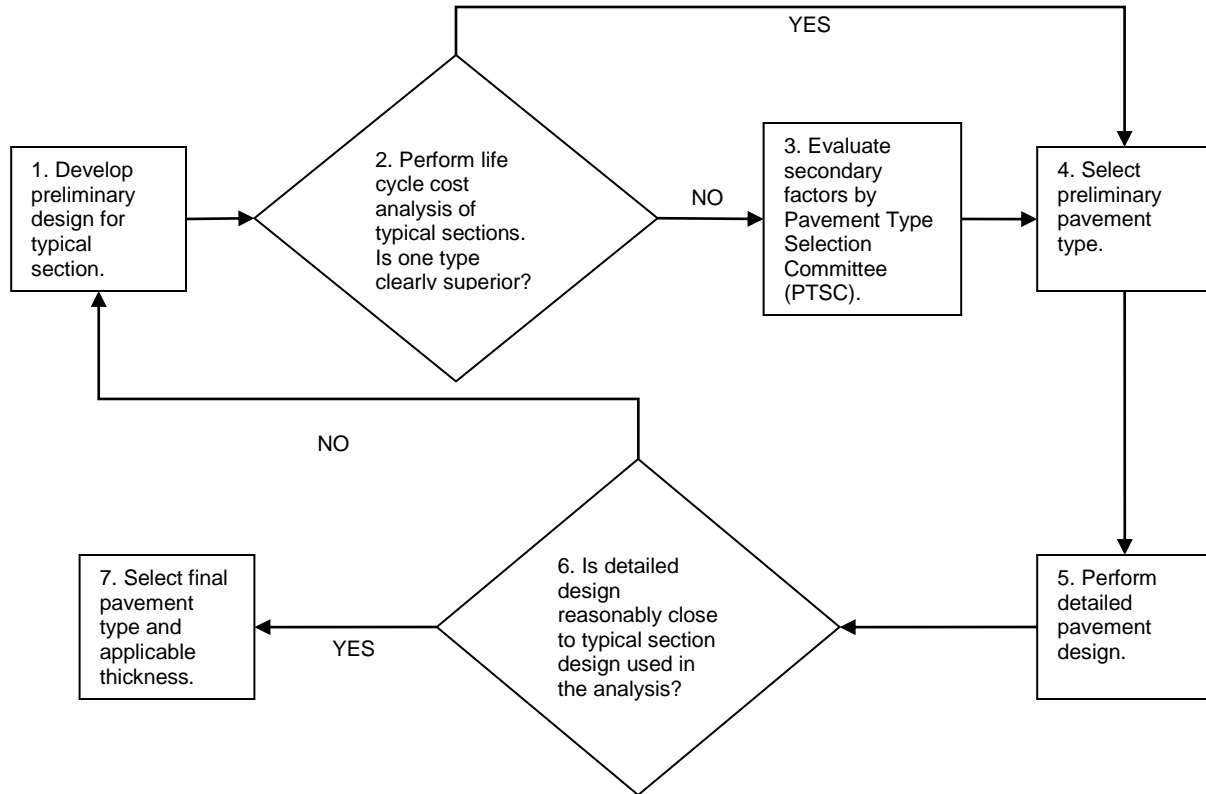 YES
1. Develop
preliminary
design for
typical
section.
2. Perform life
cycle cost
analysis of
typical sections.
Is one type
clearly superior?
NO
3. Evaluate
secondary
factors by
Pavement Type
Selection
Committee
(PTSC).
4. Select
preliminary
pavement
type.
NO
7. Select final
pavement
type and
applicable
thickness.
YES
6. Is detailed
design
reasonably close
to typical section
design used in
the analysis?
5. Perform
detailed
pavement
design.